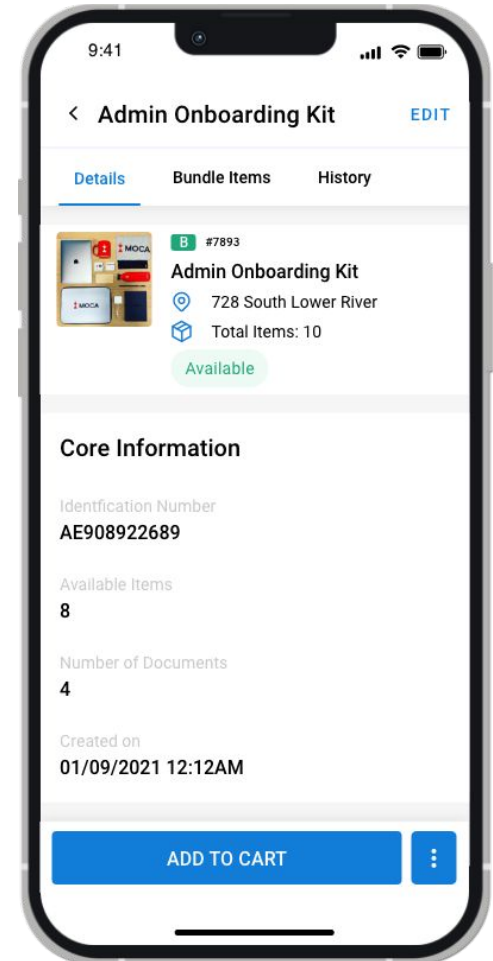 9:41
Admin Onboarding Kit
EDIT
Details
Bundle Items
History
B #7893
MOCA
MOCA
Admin Onboarding Kit
728 South Lower River
Total Items: 10
Available
Core Information
Identfication Number
AE908922689
Available Items
8
Number of Documents
4
Created on
01/09/2021 12:12AM
ADD TO CART